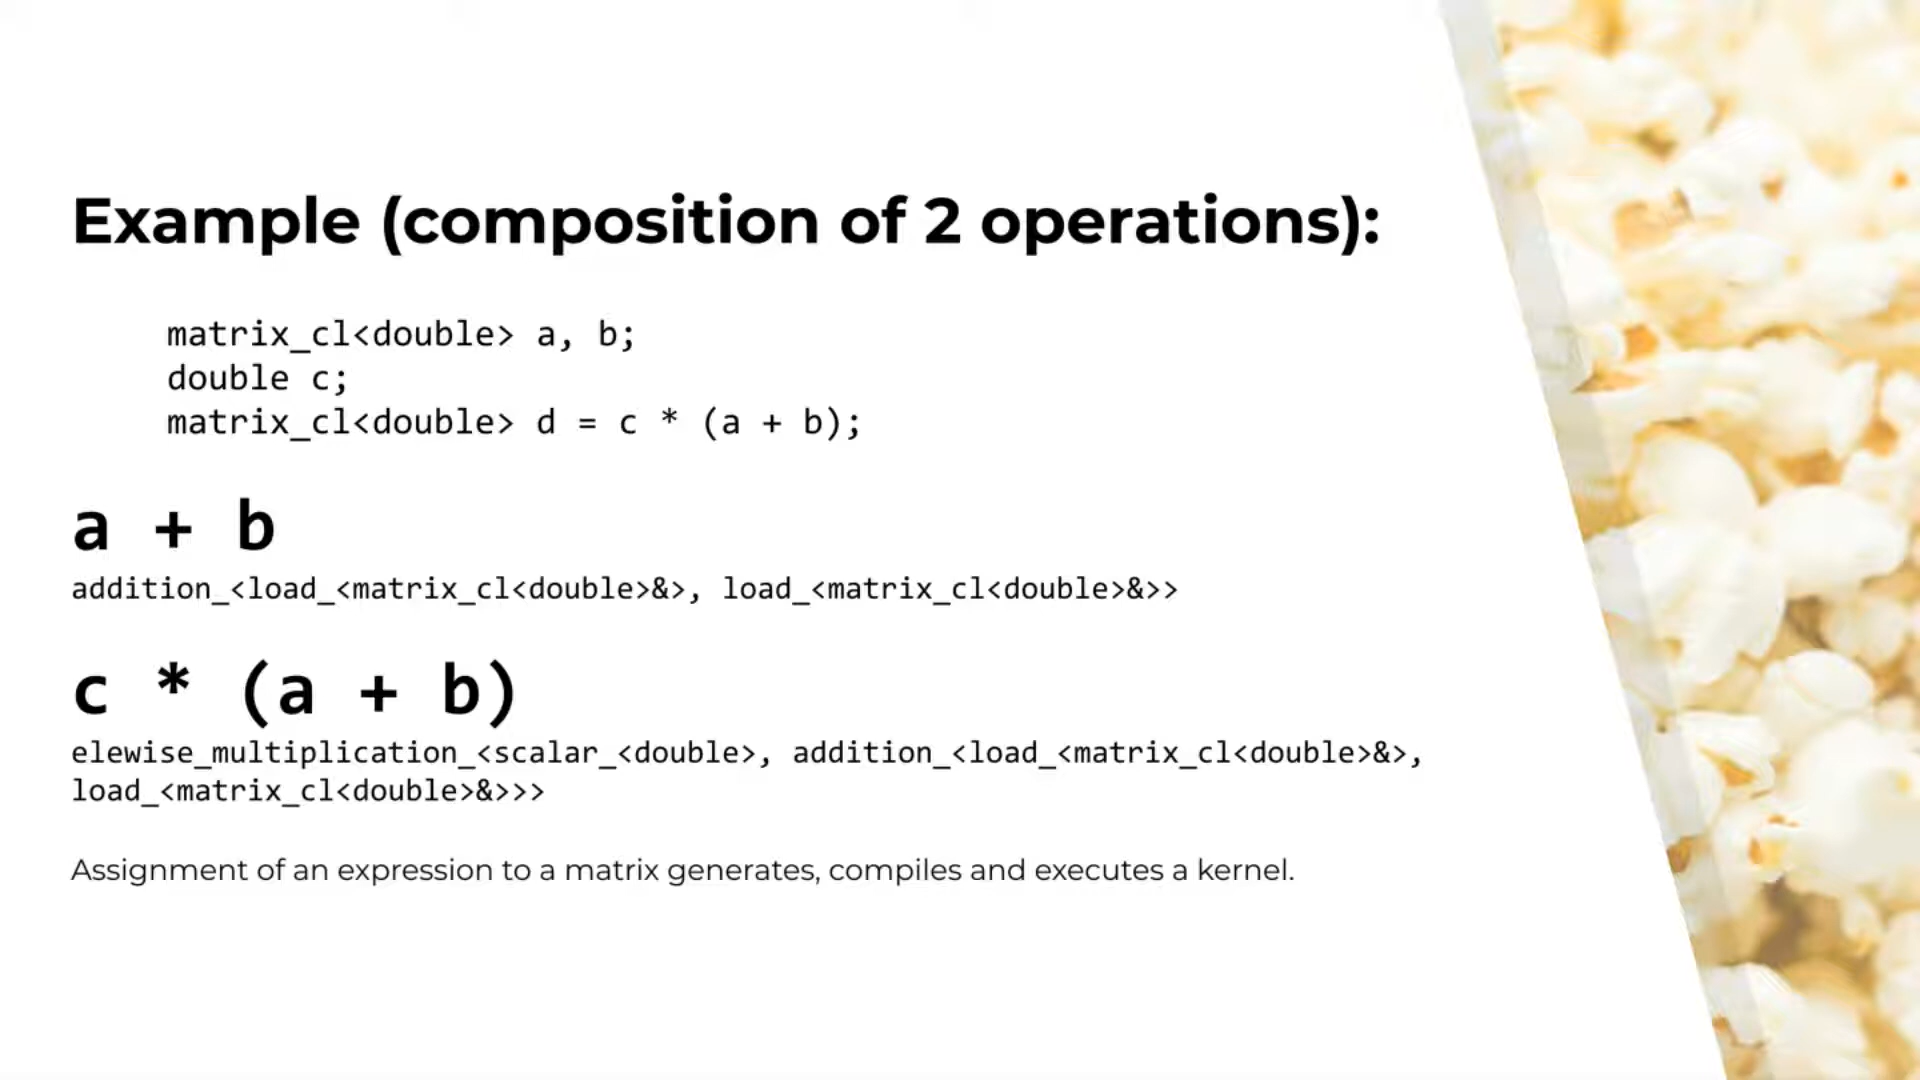 Example (composition of 2 operations):
matrix_cl<double> a, b;
double c;
matrix_cl<double> d = c * (a + b);
a + b
addition_<load_<matrix_cl<double>&>, load_<matrix_cl<double>&>>
c * (a + b)
elewise_multiplication_<scalar_<double>, addition_<load_<matrix_cl<double>&>,
load_<matrix_cl<double>&>>>
Assignment of an expression to a matrix generates, compiles and executes a kernel.